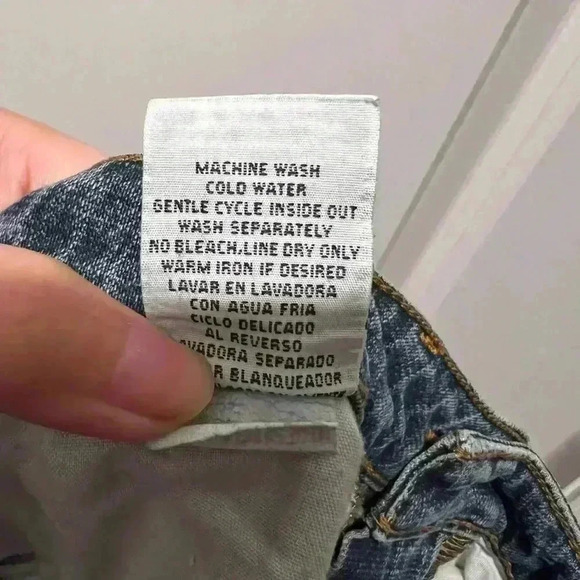 MACHINE WASH
COLD WATER
GENTLE CYCLE INSIDE OUT
WASH SEPARATELY
NO BLEACH.LINE DRY ONLY
WARM IRON IF DESIRED
LAVAR EN LAVADORA
CON AGUA FRIA
CICLO DELICADO
AL REVERSO
AVADORA SEPARADO
AR BLANQUEADOR